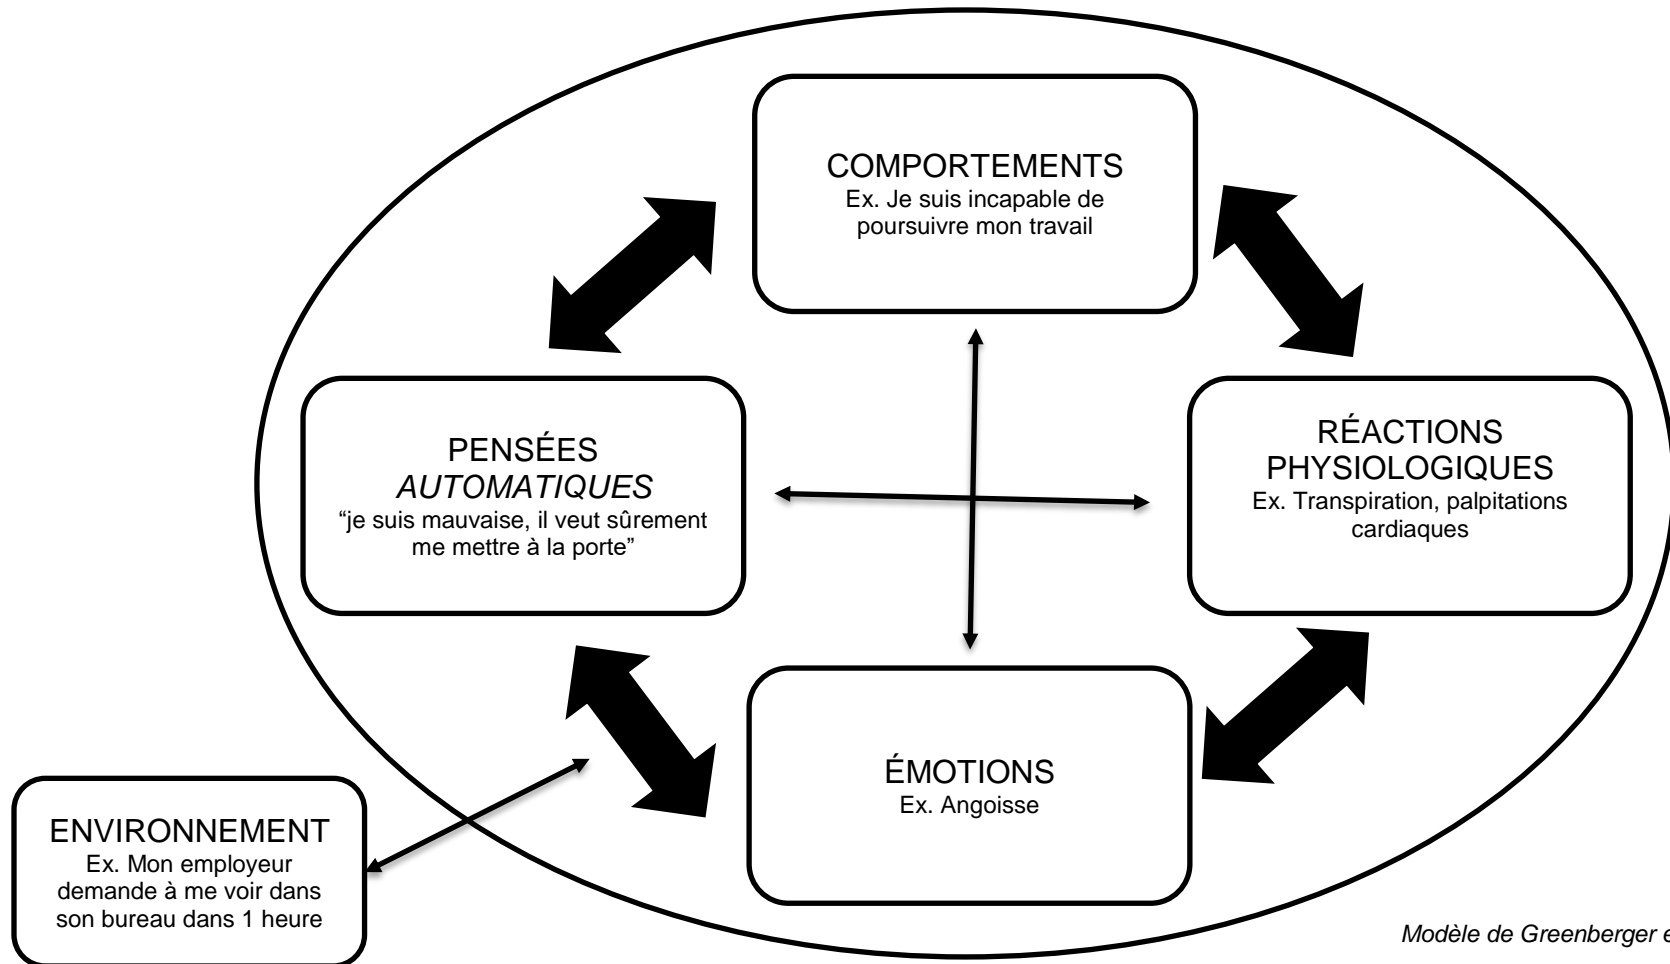 COMPORTEMENTS
Ex. Je suis incapable de
poursuivre mon travail
PENSÉES
AUTOMATIQUES
“je suis mauvaise, il veut sûrement
me mettre à la porte”
RÉACTIONS
PHYSIOLOGIQUES
Ex. Transpiration, palpitations
cardiaques
ÉMOTIONS
Ex. Angoisse
ENVIRONNEMENT
Ex. Mon employeur
demande à me voir dans
son bureau dans 1 heure
Modèle de Greenberger e